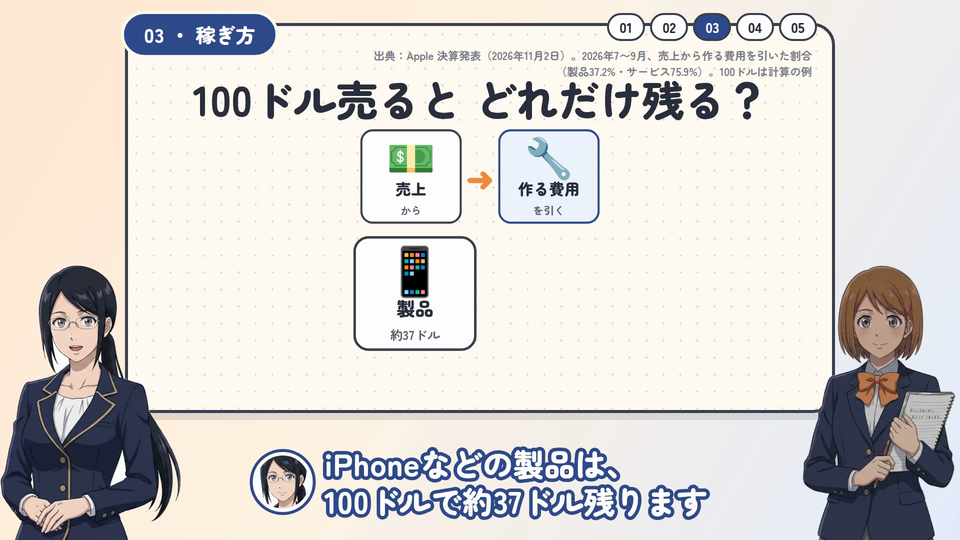 03 ・ 稼ぎ方
01 02 03 04 05
出典：Apple 決算発表（2026年11月2日）。2026年7〜9月、売上から作る費用を引いた割合
（製品37.2%・サービス75.9%）。100ドルは計算の例
100ドル売ると どれだけ残る？
$
売上
から
作る費用
を引く
製品
約37ドル
iPhoneなどの製品は、
100ドルで約37ドル残ります